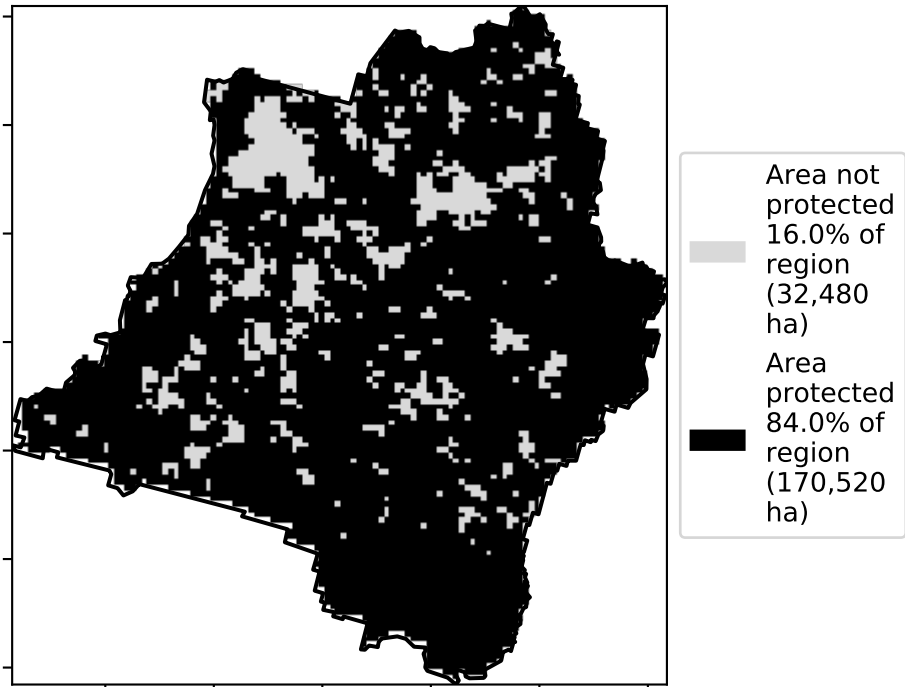 Area not
protected
16.0% of
region
(32,480
ha)
Area
protected
84.0% of
region
(170,520
ha)